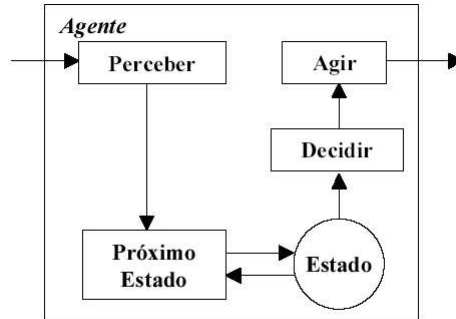 Agente
Perceber
Agir
Decidir
Próximo
Estado
Estado